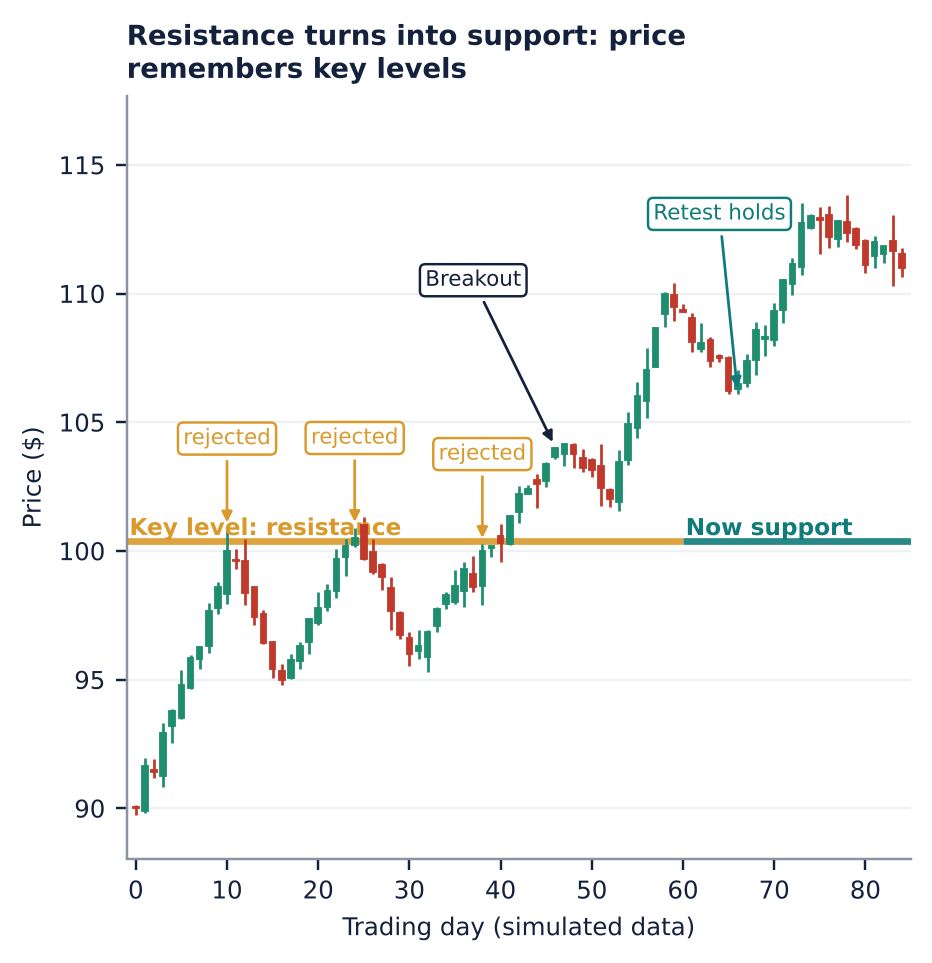 Resistance turns into support: price
remembers key levels
115
110
105
100
95
90
Price ($)
Retest holds
Breakout
rejected
rejected
rejected
Key level: resistance
Now support
0 10 20 30 40 50 60 70 80
Trading day (simulated data)